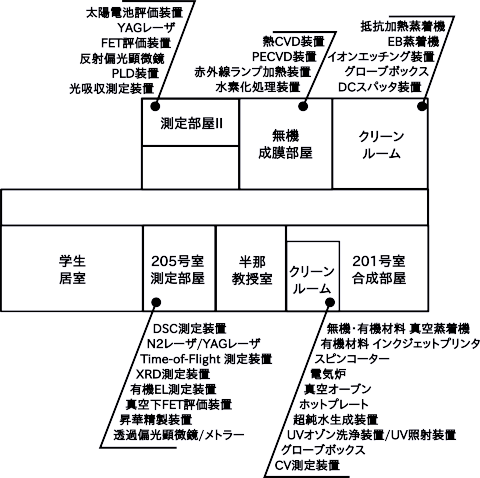 太陽電池評価装置
YAGレーザ
FET評価装置
反射偏光顕微鏡
PLD装置
光吸収測定装置
熱CVD装置
PECVD装置
赤外線ランプ加熱装置
水素化処理装置
抵抗加熱蒸着機
EB蒸着機
イオンエッチング装置
グローブボックス
DCスパッタ装置
測定部屋II
無機
成膜部屋
クリーン
ルーム
学生
居室
205号室
測定部屋
半那
教授室
クリーン
ルーム
201号室
合成部屋
DSC測定装置
N2レーザ/YAGレーザ
Time-of-Flight 測定装置
XRD測定装置
有機EL測定装置
真空下FET評価装置
昇華精製装置
透過偏光顕微鏡/メトラー
無機・有機材料 真空蒸着機
有機材料 インクジェットプリンタ
スピンコーター
電気炉
真空オーブン
ホットプレート
超純水生成装置
UVオゾン洗浄装置/UV照射装置
グローブボックス
CV測定装置